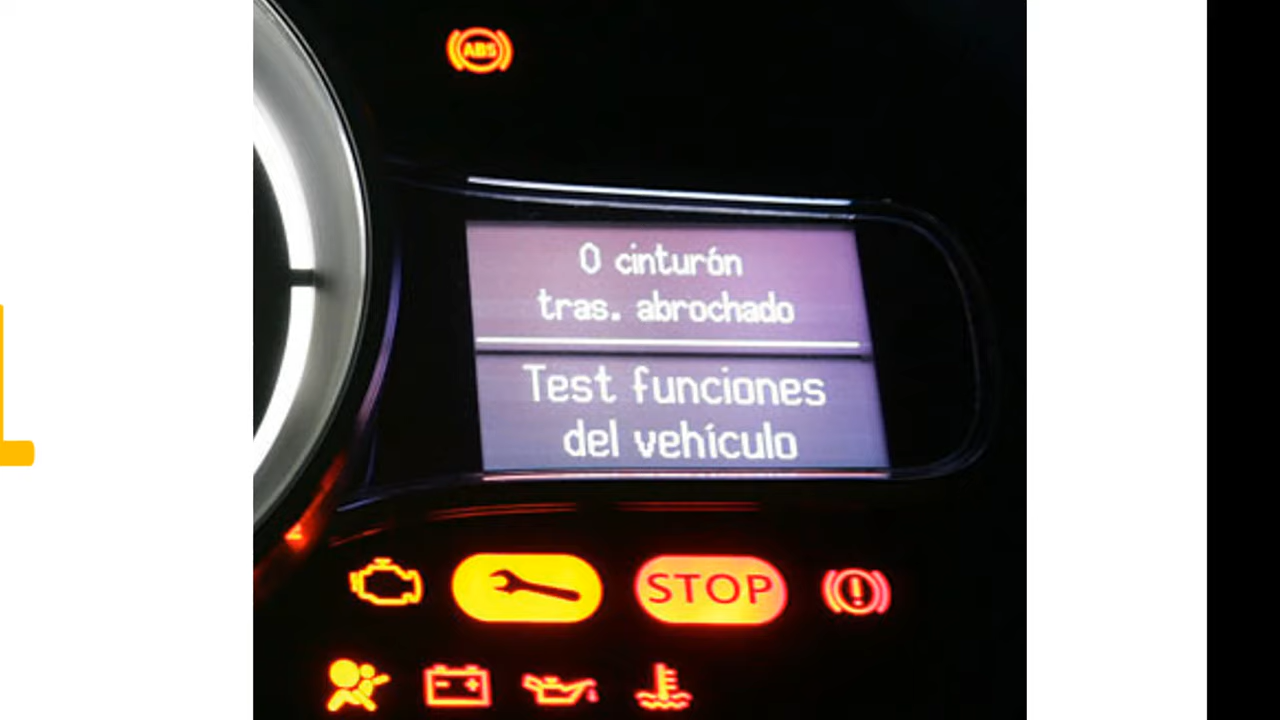 ABS
0 cinturón
tras. abrochado
Test funciones
del vehículo
STOP